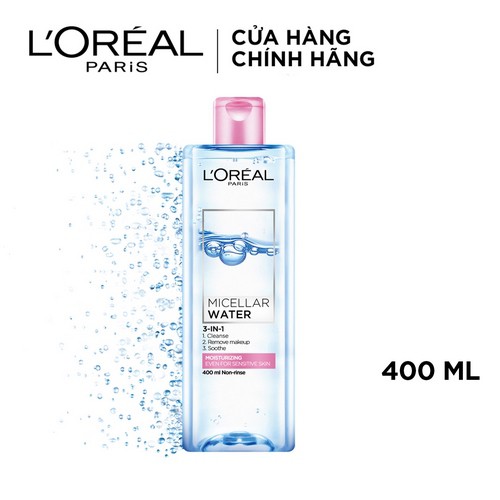 L'ORÉAL
PARIS
CỬA HÀNG
CHÍNH HÃNG
L'ORÉAL
PARIS
MICELLAR
WATER
3-IN-1
1. Cleanse
2. Remove makeup
3. Soothe
MOISTURIZING
EVEN FOR SENSITIVE SKIN
400 ml Non-rinse
400 ML